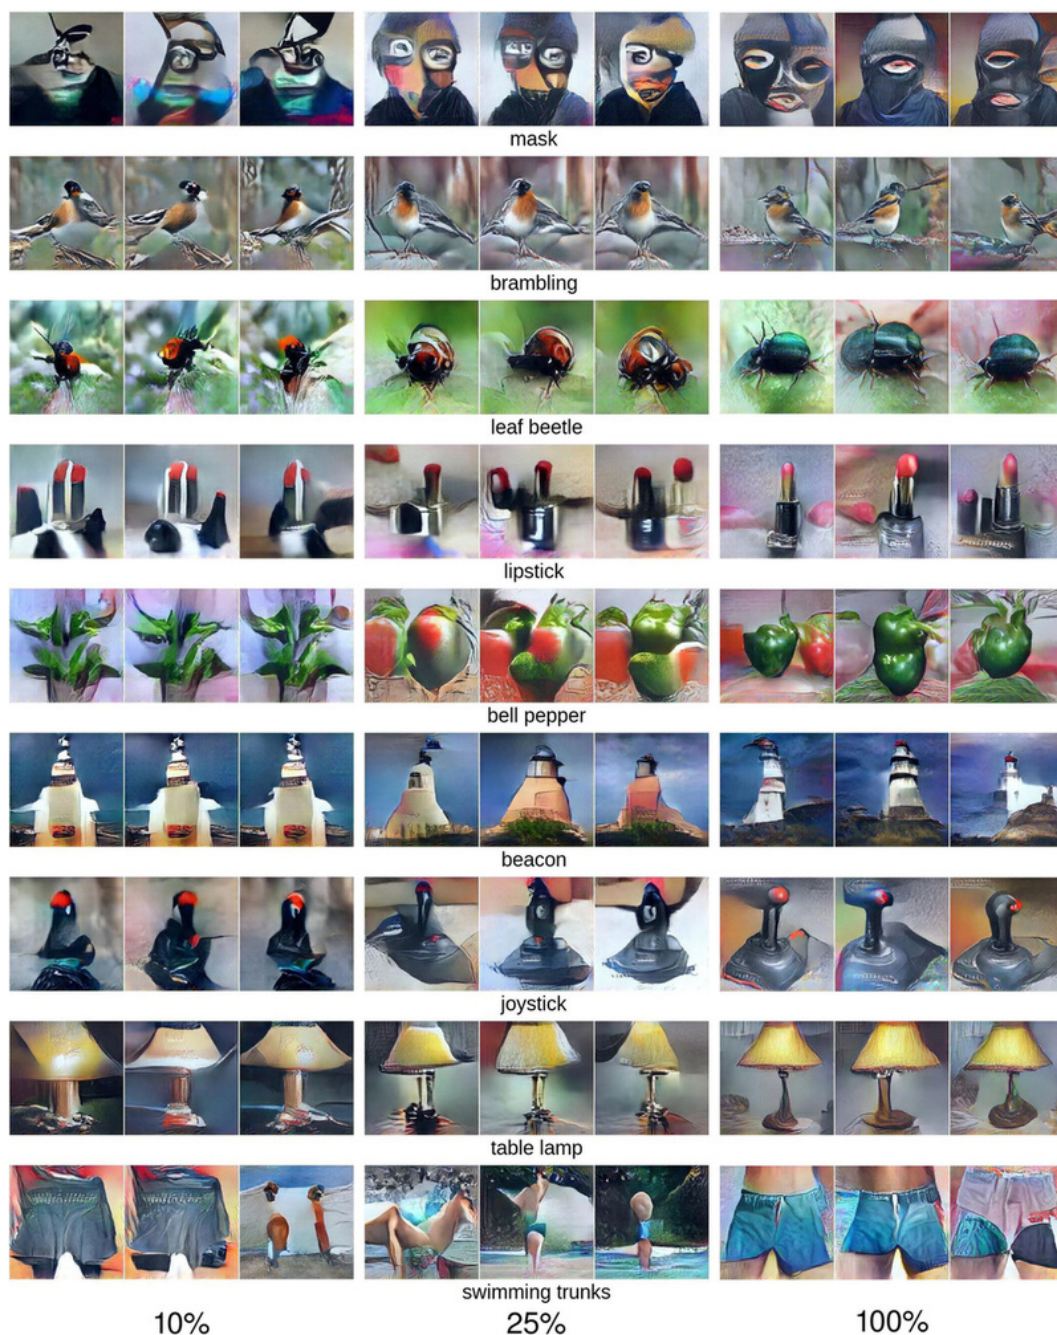 mask
brambling
leaf beetle
lipstick
bell pepper
beacon
joystick
table lamp
swimming trunks
10% 25% 100%